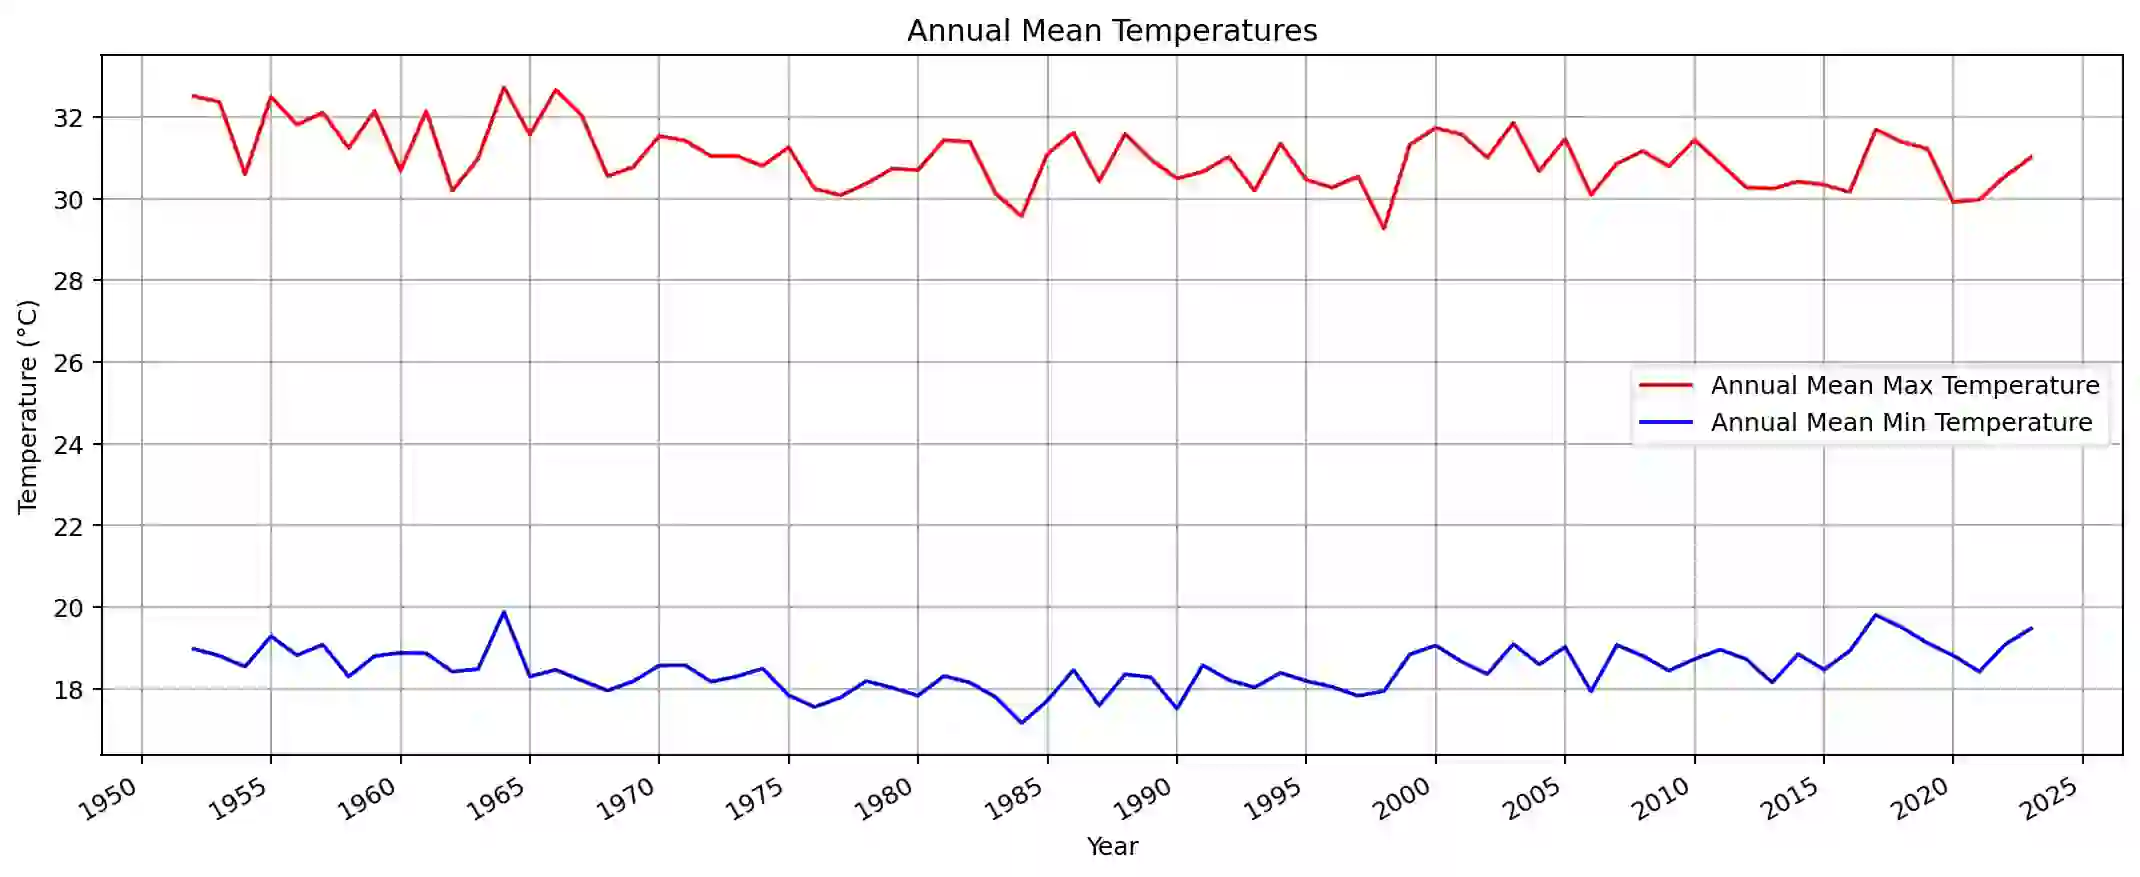 Annual Mean Temperatures
Temperature (°C)
32
30
28
26
24
22
20
18
Annual Mean Max Temperature
Annual Mean Min Temperature
1950 1955 1960 1965 1970 1975 1980 1985 1990 1995 2000 2005 2010 2015 2020 2025
Year